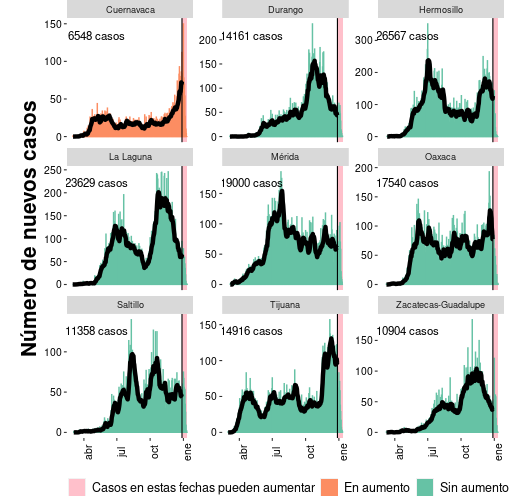 Número de nuevos casos
Cuernavaca
6548 casos
150
100
50
0
Durango
14161 casos
200
150
100
50
0
Hermosillo
26567 casos
300
200
100
0
La Laguna
23629 casos
250
200
150
100
50
0
Mérida
19000 casos
150
100
50
0
Oaxaca
17540 casos
200
150
100
50
0
Saltillo
11358 casos
100
50
0
Tijuana
14916 casos
150
100
50
0
Zacatecas-Guadalupe
10904 casos
150
100
50
0
abr jul oct ene
abr jul oct ene
abr jul oct ene
Casos en estas fechas pueden aumentar En aumento Sin aumento